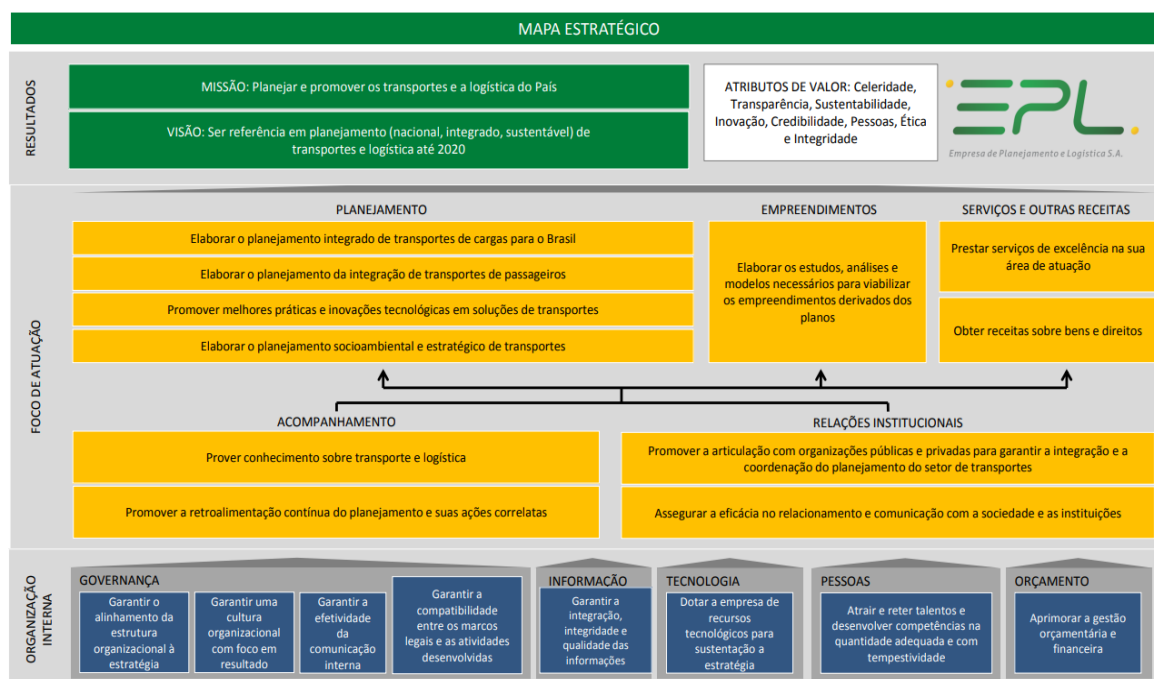 MAPA ESTRATÉGICO
RESULTADOS
MISSÃO: Planejar e promover os transportes e a logística do País
VISÃO: Ser referência em planejamento (nacional, integrado, sustentável) de
transportes e logística até 2020
ATRIBUTOS DE VALOR: Celeridade,
Transparência, Sustentabilidade,
Inovação, Credibilidade, Pessoas, Ética
e Integridade
EPL
Empresa de Planejamento e Logística S.A.
FOCO DE ATUAÇÃO
PLANEJAMENTO
Elaborar o planejamento integrado de transportes de cargas para o Brasil
Elaborar o planejamento da integração de transportes de passageiros
Promover melhores práticas e inovações tecnológicas em soluções de transportes
Elaborar o planejamento socioambiental e estratégico de transportes
EMPREENDIMENTOS
Elaborar os estudos, análises e
modelos necessários para viabilizar
os empreendimentos derivados dos
planos
SERVIÇOS E OUTRAS RECEITAS
Prestar serviços de excelência na sua
área de atuação
Obter receitas sobre bens e direitos
ACOMPANHAMENTO
Prover conhecimento sobre transporte e logística
Promover a retroalimentação contínua do planejamento e suas ações correlatas
RELAÇÕES INSTITUCIONAIS
Promover a articulação com organizações públicas e privadas para garantir a integração e a
coordenação do planejamento do setor de transportes
Assegurar a eficácia no relacionamento e comunicação com a sociedade e as instituições
ORGANIZAÇÃO
INTERNA
GOVERNANÇA
Garantir o
alinhamento da
estrutura
organizacional à
estratégia
Garantir uma
cultura
organizacional
com foco em
resultado
Garantir a
efetividade
da
comunicação
interna
Garantir a
compatibilidade
entre os marcos
legais e as atividades
desenvolvidas
INFORMAÇÃO
Garantir a
integração,
integridade e
qualidade das
informações
TECNOLOGIA
Dotar a empresa de
recursos
tecnológicos para
sustentação a
estratégia
PESSOAS
Atrair e reter talentos e
desenvolver competências na
quantidade adequada e com
tempestividade
ORÇAMENTO
Aprimorar a gestão
orçamentária e
financeira